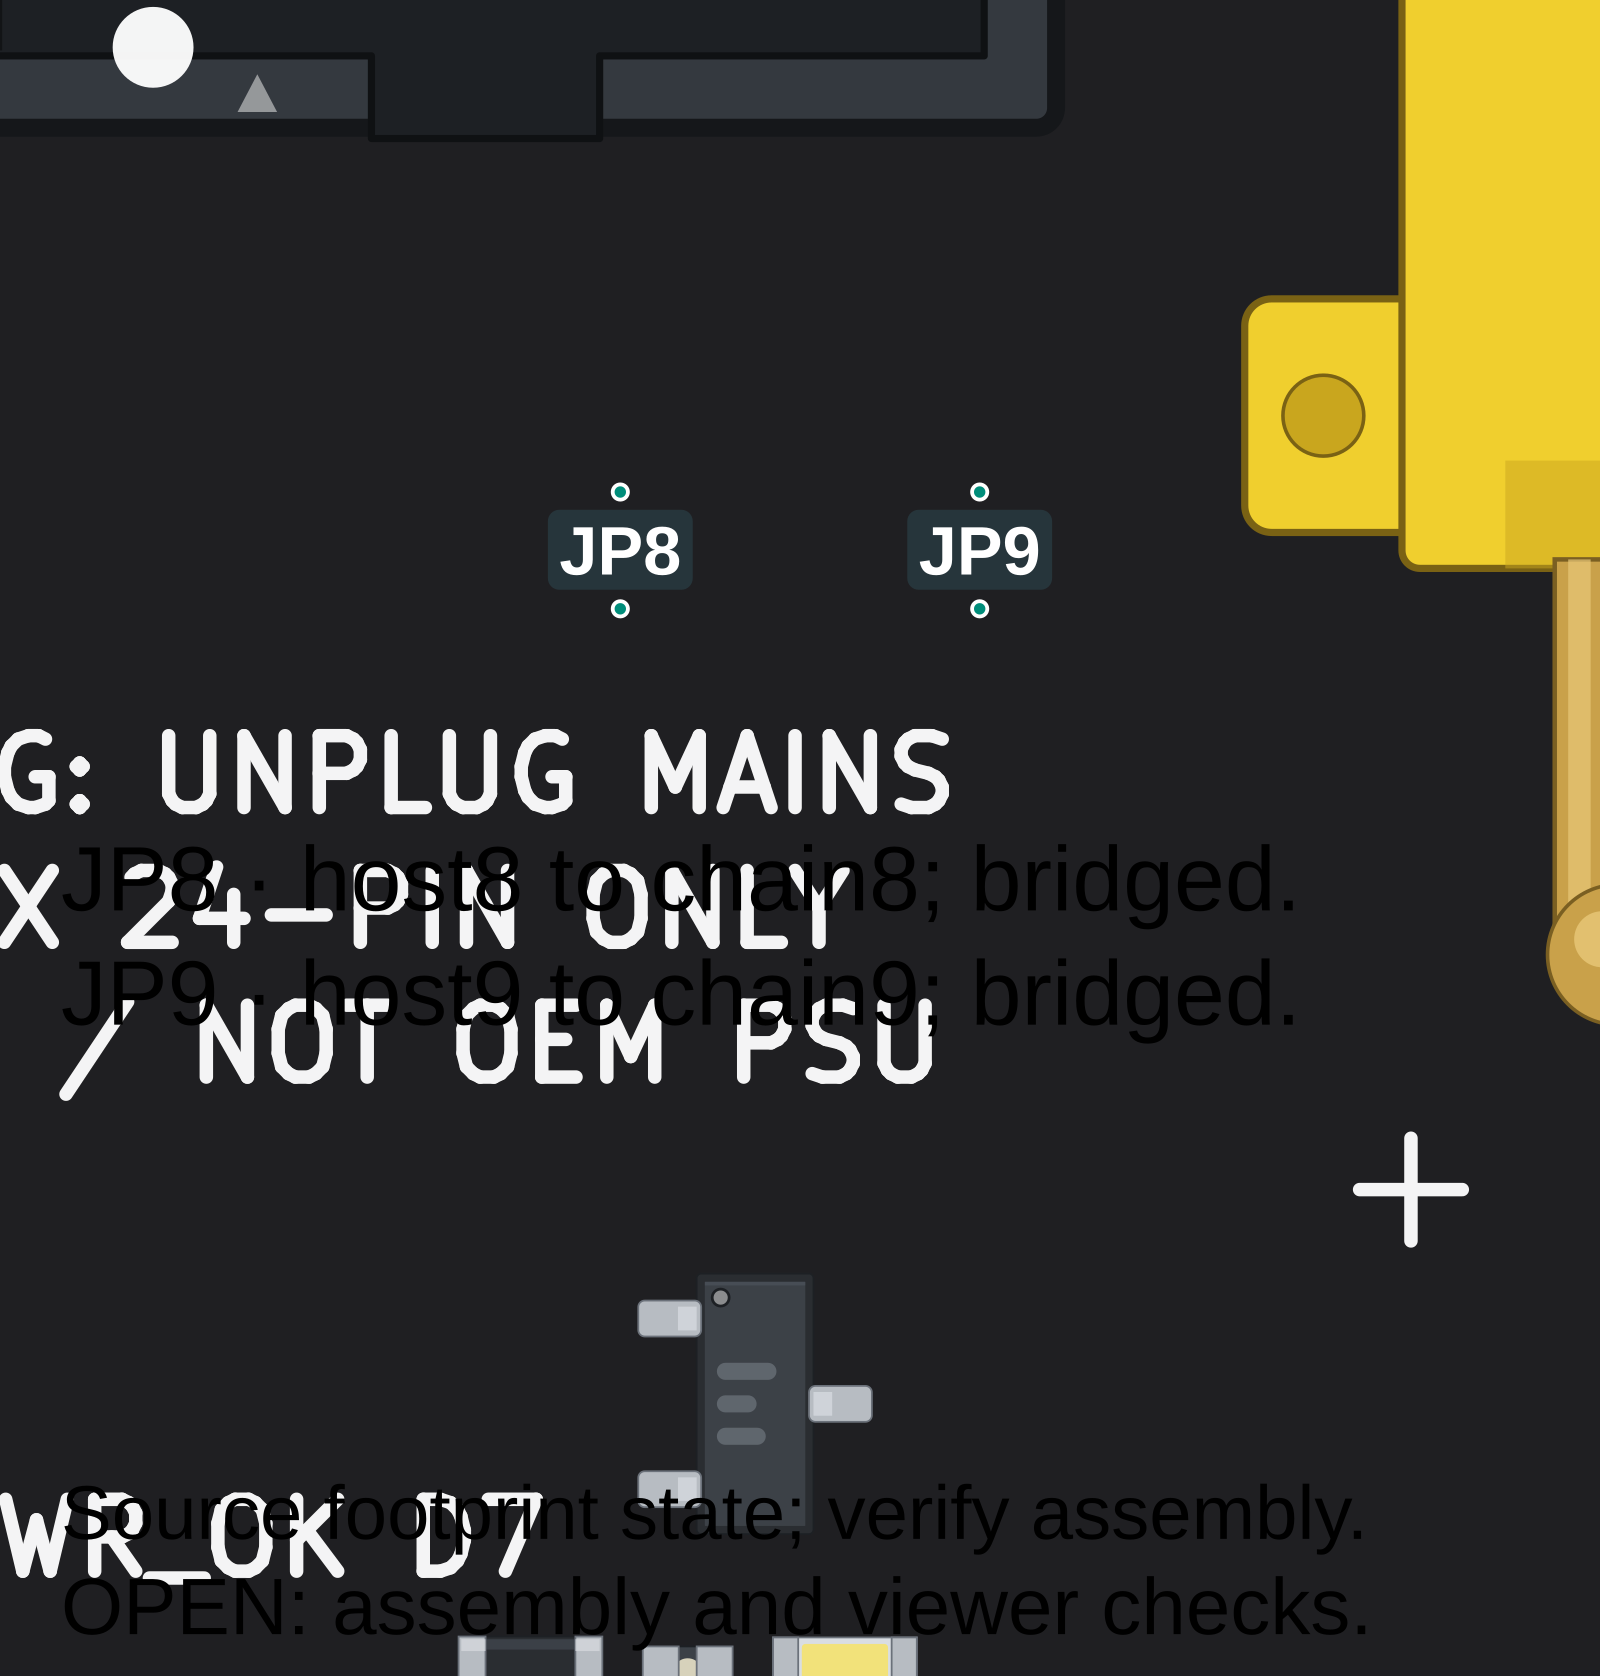 JP8 JP9
G: UNPLUG MAINS
JP8 · host8 to chain8; bridged.
X 24-PIN ONLY
JP9 · host9 to chain9; bridged.
/ NOT OEM PSU
Source footprint state; verify assembly.
WR_OK D7
OPEN: assembly and viewer checks.